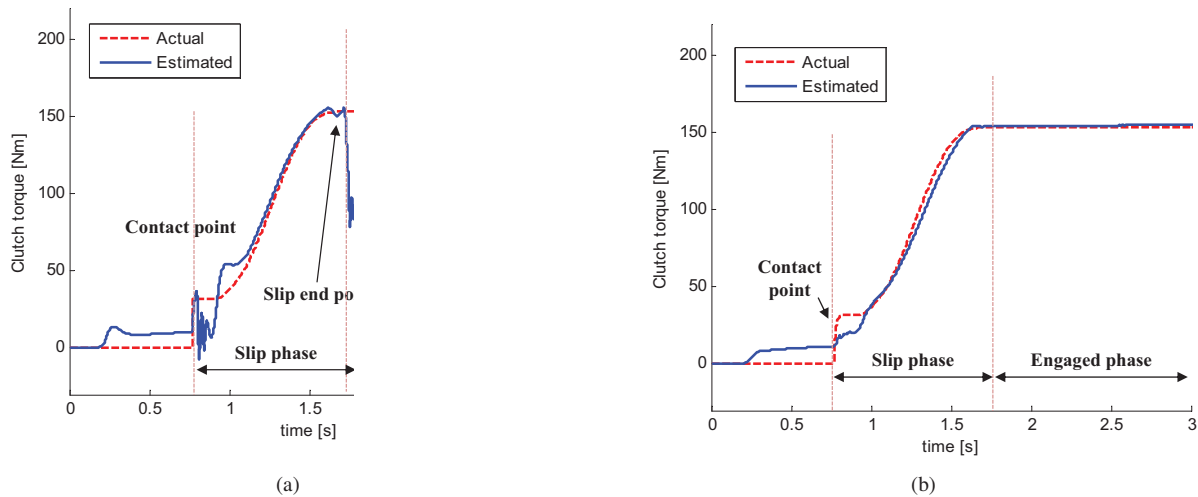 200
150
100
50
0
Clutch torque [Nm]
Actual
Estimated
Contact point
Slip end po
Slip phase
0 0.5 1 1.5
time [s]
(a)
200
150
100
50
0
Clutch torque [Nm]
Actual
Estimated
Contact
point
Slip phase
Engaged phase
0 0.5 1 1.5 2 2.5 3
time [s]
(b)